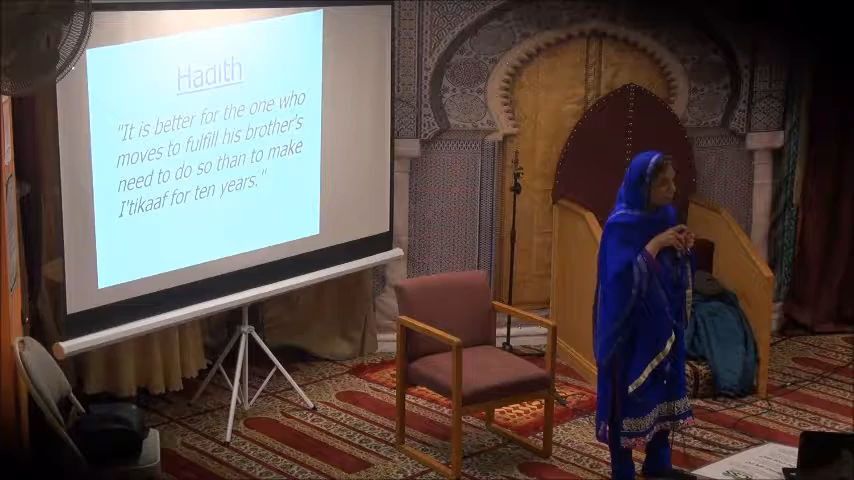 Hadith
"It is better for the one who
moves to fulfill his brother's
need to do so than to make
I'tikaaf for ten years."